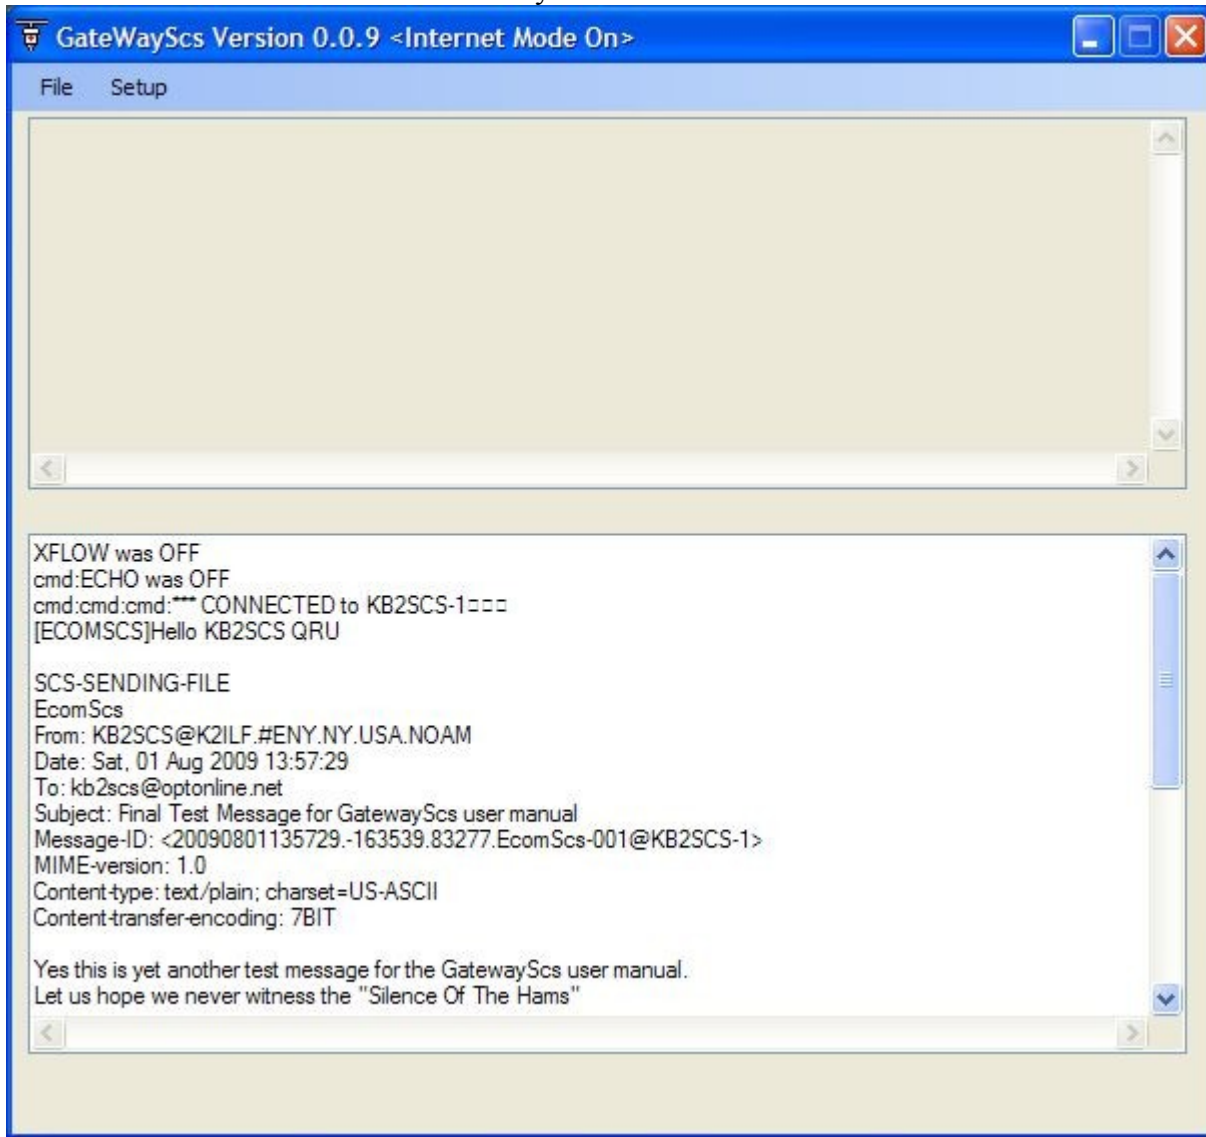 GateWayScs Version 0.0.9 <Internet Mode On>
File Setup
XFLOW was OFF
cmd:ECHO was OFF
cmd:cmd:cmd:*** CONNECTED to KB2SCS-1□□□
[ECOMSCS]Hello KB2SCS QRU
SCS-SENDING-FILE
EcomScs
From: KB2SCS@K2ILF.#ENY.NY.USA.NOAM
Date: Sat, 01 Aug 2009 13:57:29
To: kb2scs@optonline.net
Subject: Final Test Message for GatewayScs user manual
Message-ID: <20090801135729.-163539.83277.EcomScs-001@KB2SCS-1>
MIME-version: 1.0
Content-type: text/plain; charset=US-ASCII
Content-transfer-encoding: 7BIT
Yes this is yet another test message for the GatewayScs user manual.
Let us hope we never witness the "Silence Of The Hams"